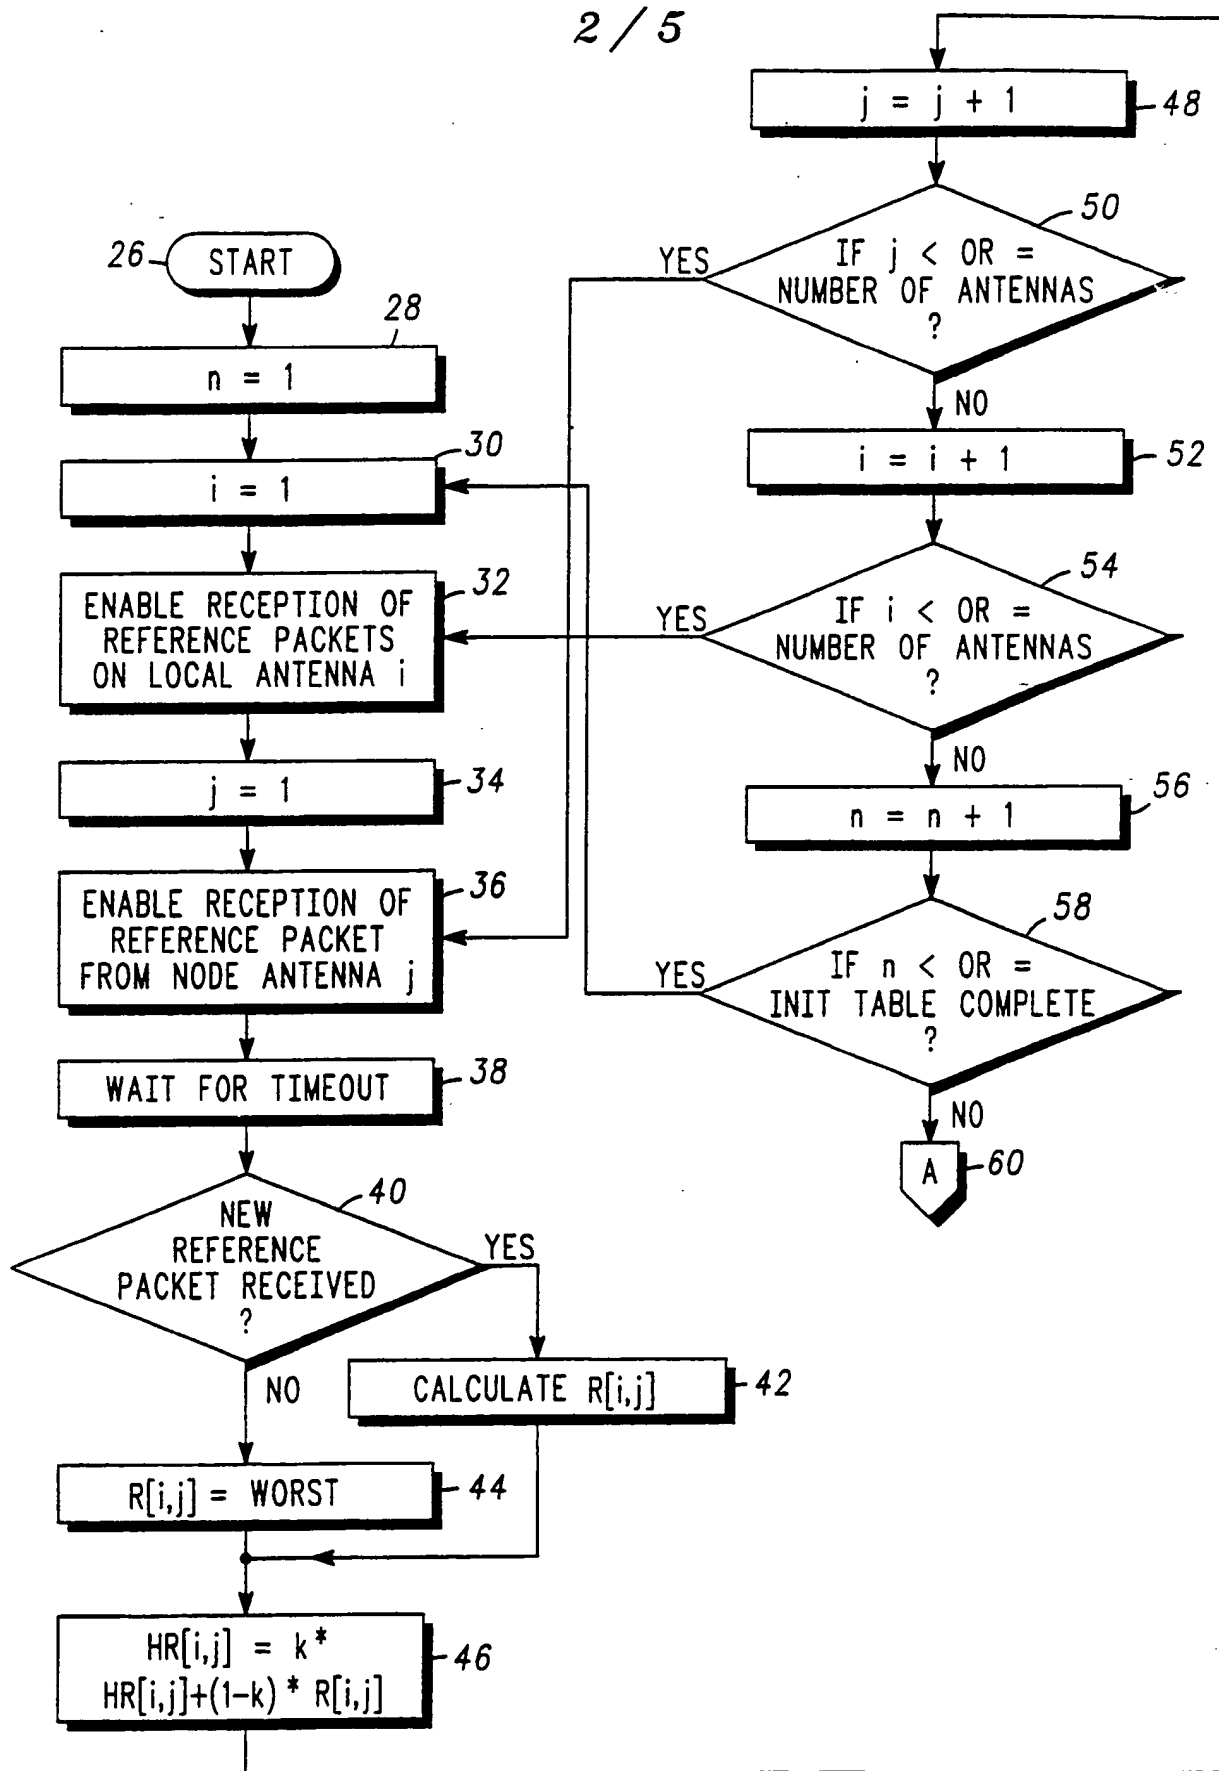 2/5
26
START
28
n = 1
30
i = 1
32
ENABLE RECEPTION OF
REFERENCE PACKETS
ON LOCAL ANTENNA i
34
j = 1
36
ENABLE RECEPTION OF
REFERENCE PACKET
FROM NODE ANTENNA j
38
WAIT FOR TIMEOUT
40
NEW
REFERENCE
PACKET RECEIVED
?
YES
NO
CALCULATE R[i,j]
42
R[i,j] = WORST
44
HR[i,j] = k*
HR[i,j]+(1-k)* R[i,j]
46
j = j + 1
48
50
IF j < OR =
NUMBER OF ANTENNAS
?
YES
NO
i = i + 1
52
54
IF i < OR =
NUMBER OF ANTENNAS
?
YES
NO
56
n = n + 1
58
IF n < OR =
INIT TABLE COMPLETE
?
YES
NO
A
60